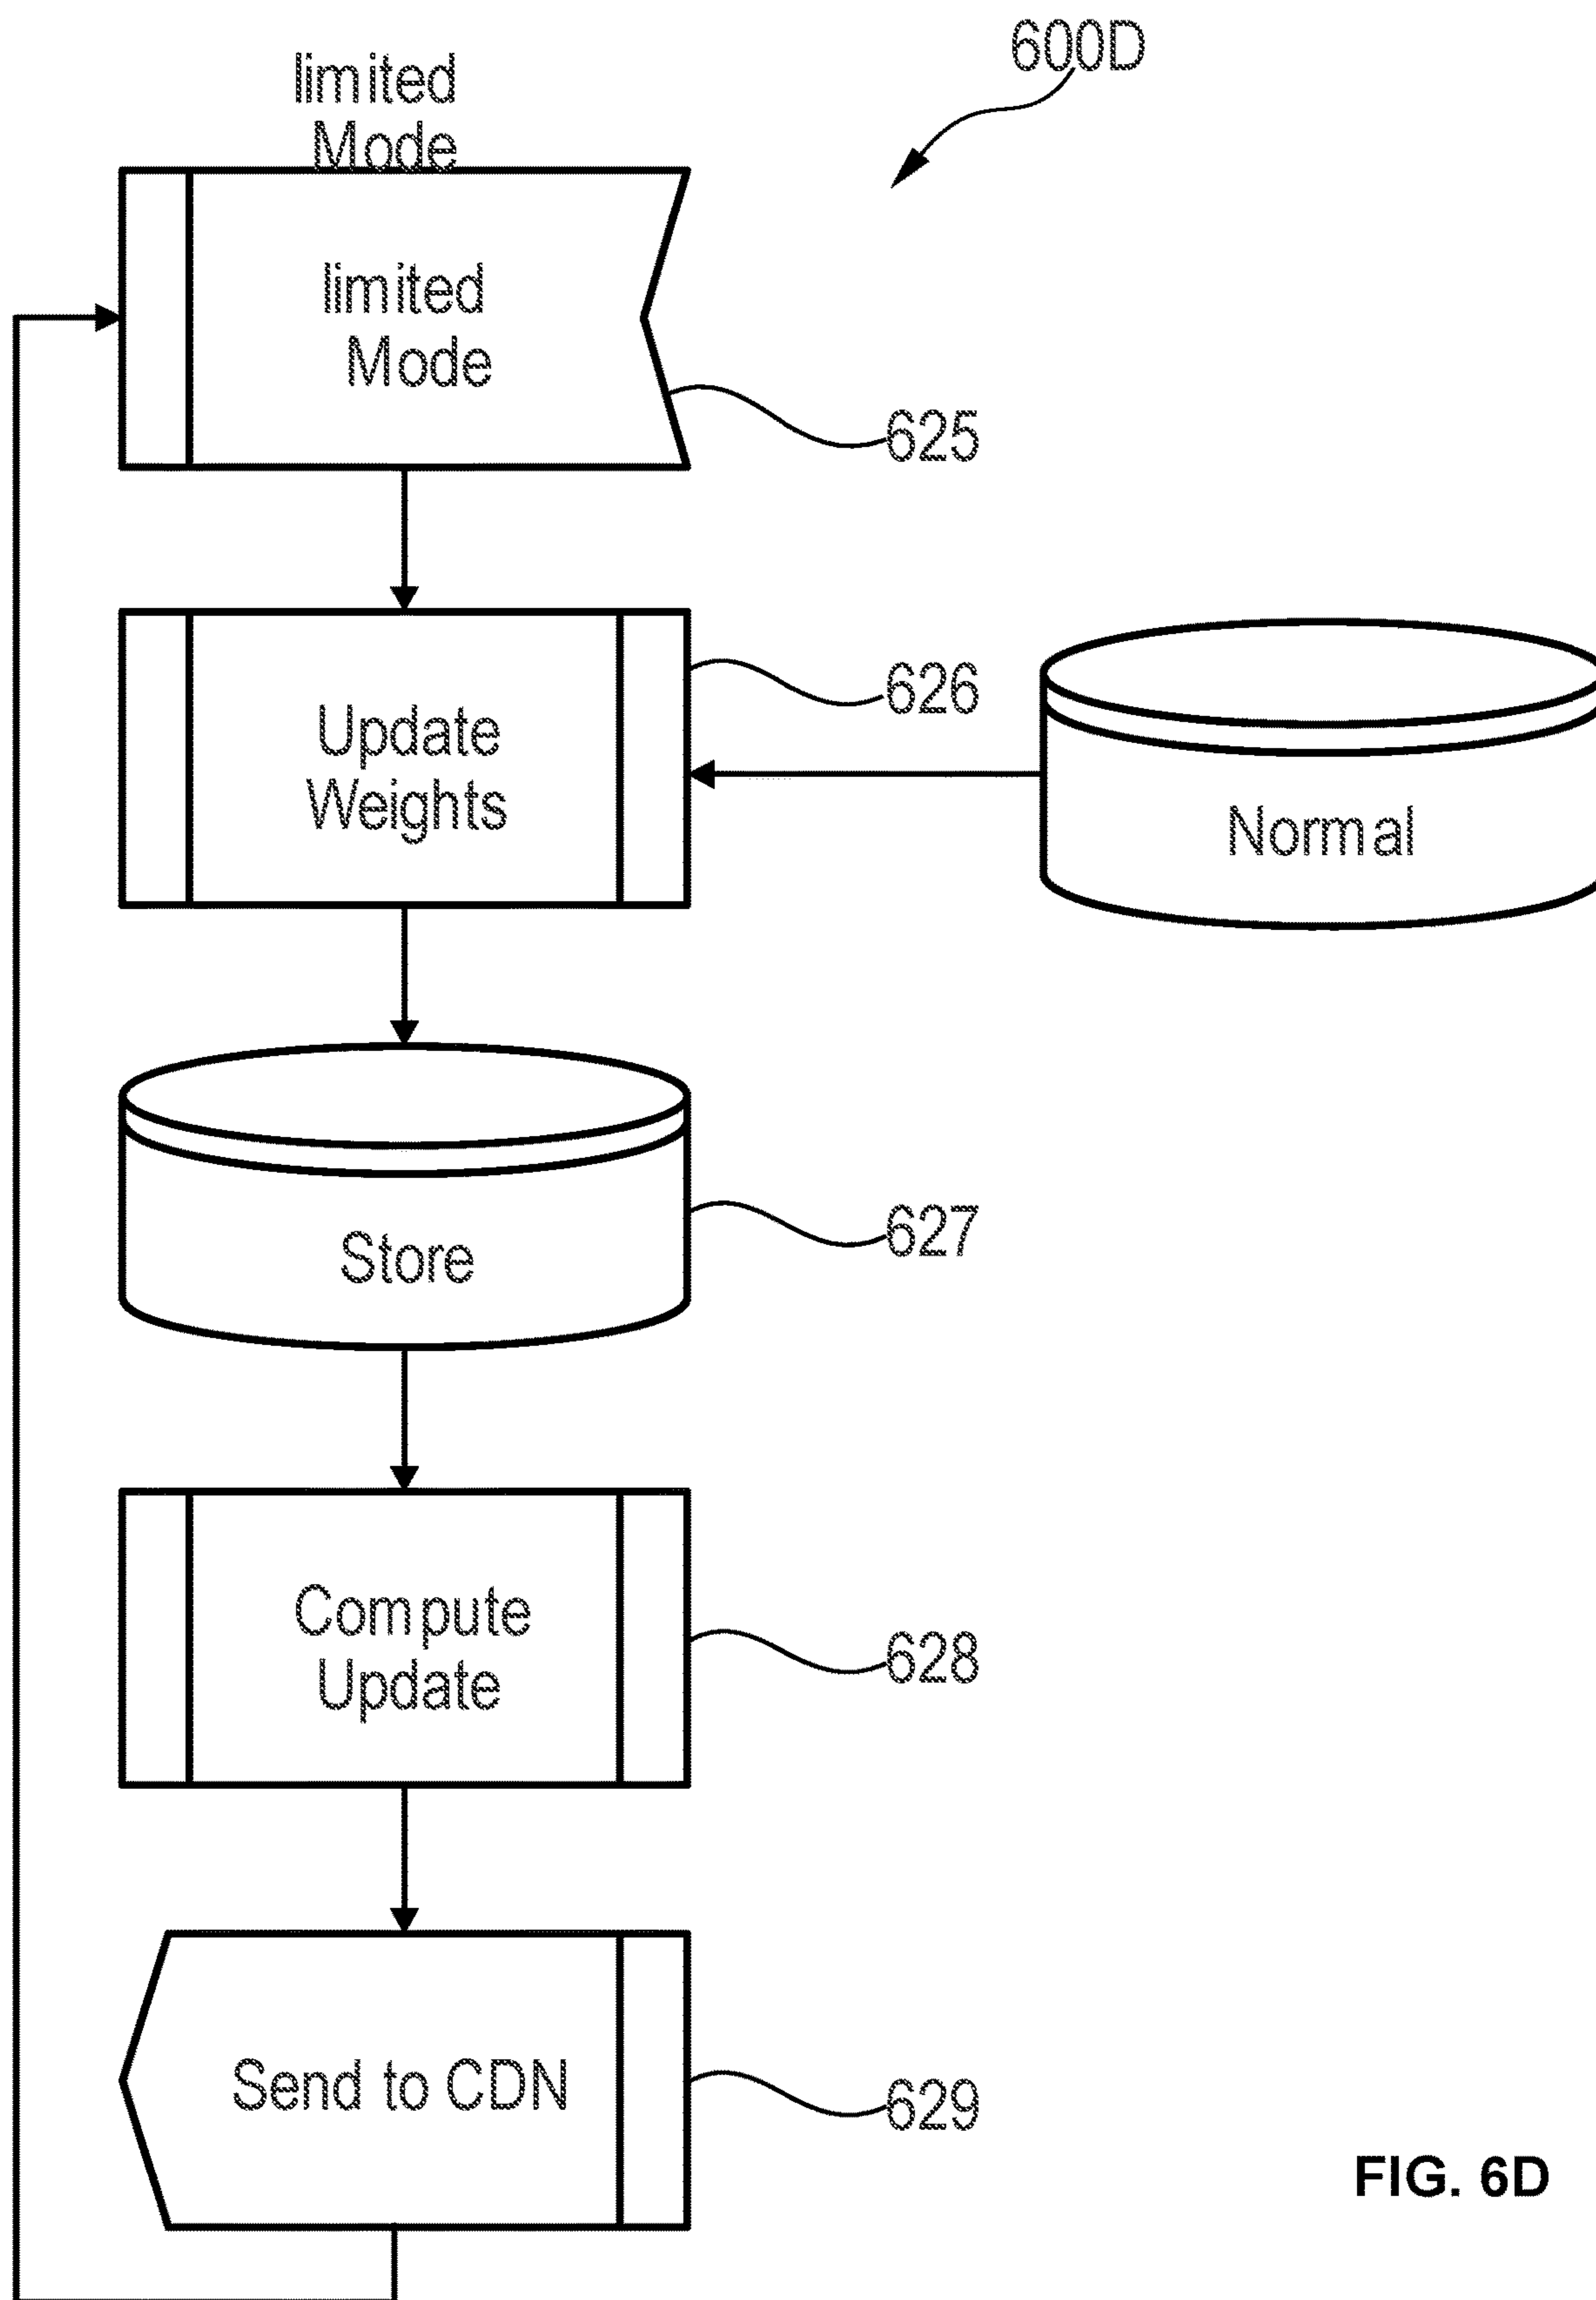 600D
limited
Mode
limited
Mode
625
626
Update
Weights
Normal
627
Store
Compute
Update
628
Send to CDN
629
FIG. 6D